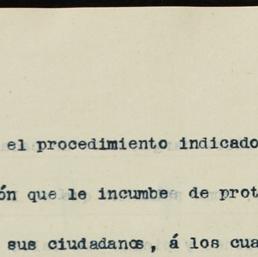 el procedimiento indicado
ón que le incumbe de prot
sus ciudadanos, á los cua